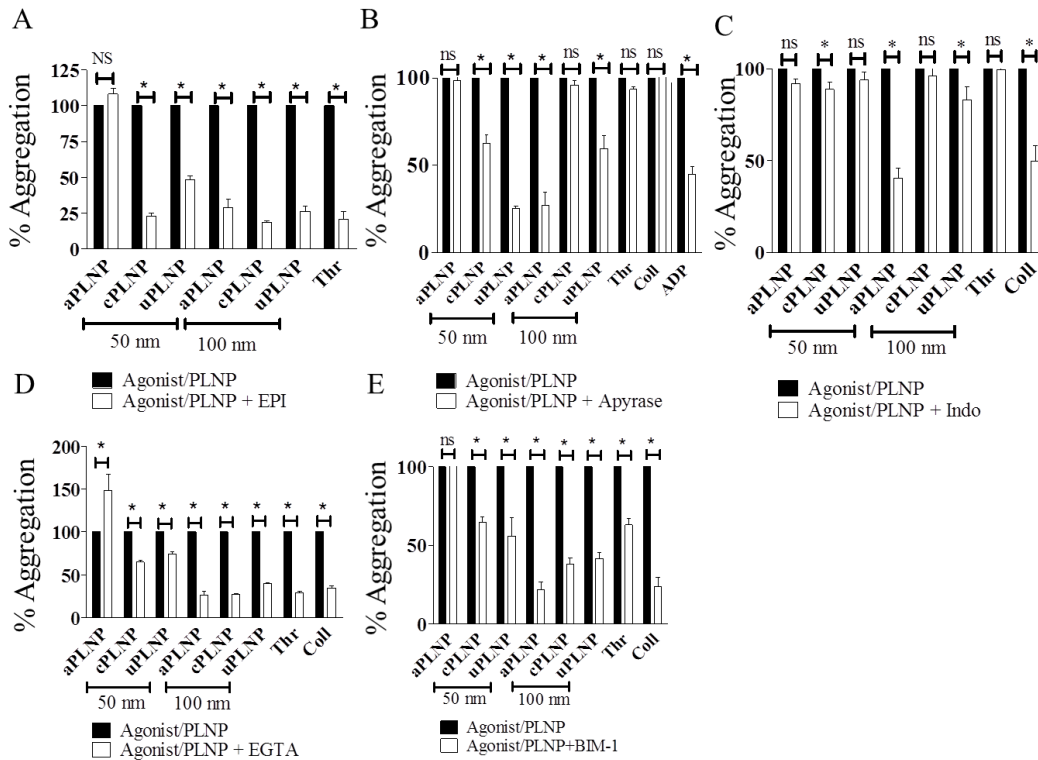 A
NS
*
*
*
*
*
*
125
100
75
50
25
0
% Aggregation
aPLNP
cPLNP
uPLNP
aPLNP
cPLNP
uPLNP
Thr
50 nm
100 nm
Agonist/PLNP
Agonist/PLNP + EPI
B
ns
*
*
*
ns
*
ns
ns
*
100
50
0
% Aggregation
aPLNP
cPLNP
uPLNP
aPLNP
cPLNP
uPLNP
Thr
Coll
ADP
50 nm
100 nm
Agonist/PLNP
Agonist/PLNP + Apyrase
C
ns
*
ns
*
ns
*
ns
*
100
50
0
% Aggregation
aPLNP
cPLNP
uPLNP
aPLNP
cPLNP
uPLNP
Thr
Coll
50 nm
100 nm
Agonist/PLNP
Agonist/PLNP + Indo
D
*
*
*
*
*
*
*
*
200
150
100
50
0
% Aggregation
aPLNP
cPLNP
uPLNP
aPLNP
cPLNP
uPLNP
Thr
Coll
50 nm
100 nm
Agonist/PLNP
Agonist/PLNP + EGTA
E
ns
*
*
*
*
*
*
*
100
50
0
% Aggregation
aPLNP
cPLNP
uPLNP
aPLNP
cPLNP
uPLNP
Thr
Coll
50 nm
100 nm
Agonist/PLNP
Agonist/PLNP+BIM-1